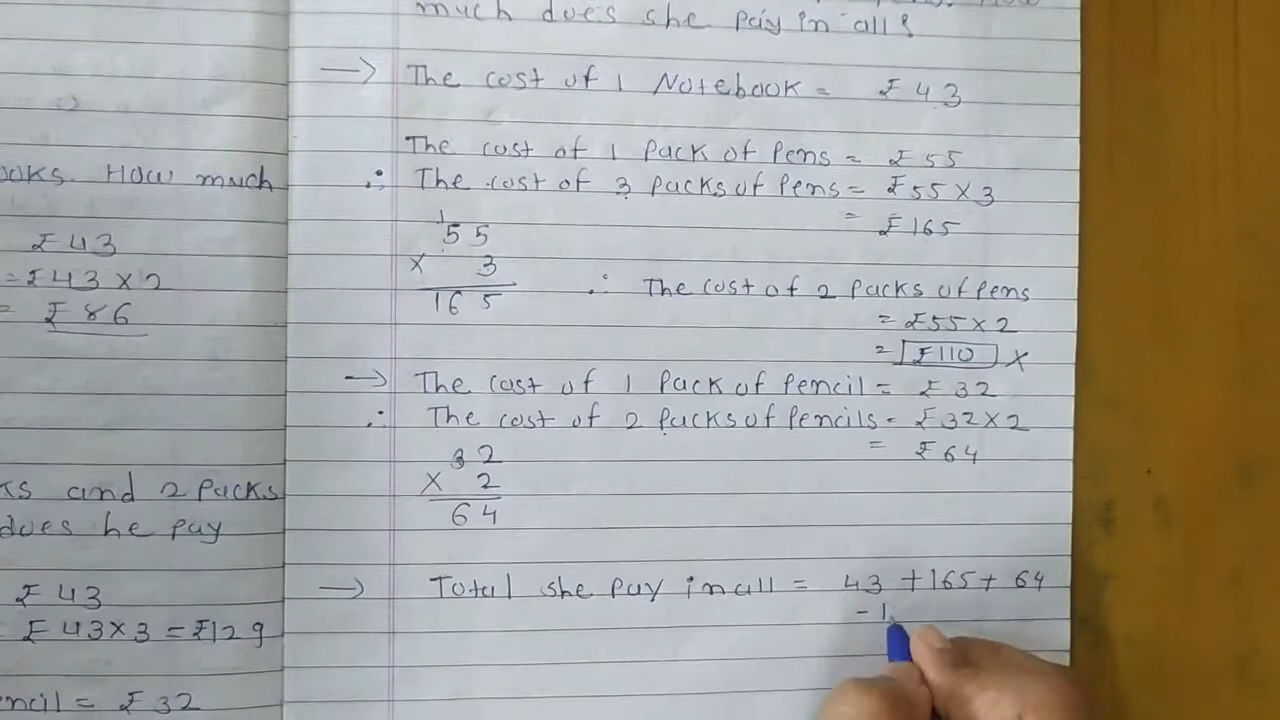 much does she pay in all?
→ The cost of 1 Notebook = ₹ 43
The cost of 1 Pack of Pens = ₹ 55
∴ The cost of 3 packs of Pens = ₹55 × 3
= ₹165
1
55
× 3
165
∴ The cost of 2 packs of pens
= ₹55 × 2
= ₹110 ×
→ The cost of 1 Pack of Pencil = ₹ 32
∴ The cost of 2 Packs of Pencils = ₹32×2
= ₹ 64
32
× 2
64
→ Total she pay in all = 43 + 165 + 64
- 1
How much
₹ 43
= ₹43 × 2
= ₹ 86
and 2 Packs
does he pay
₹ 43
₹ 43×3 = ₹129
= ₹ 32